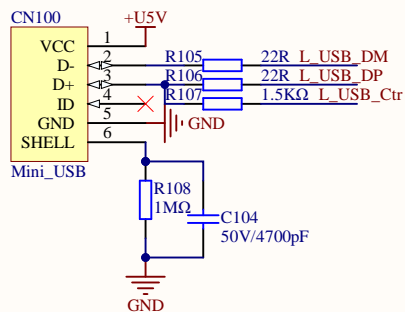 CN100
+U5V
VCC 1
D- 2 R105 22R L_USB_DM
D+ 3 R106 22R L_USB_DP
ID 4 R107 1.5KΩ L_USB_Ctr
GND 5 GND
SHELL 6
Mini_USB
R108
1MΩ
C104
50V/4700pF
GND